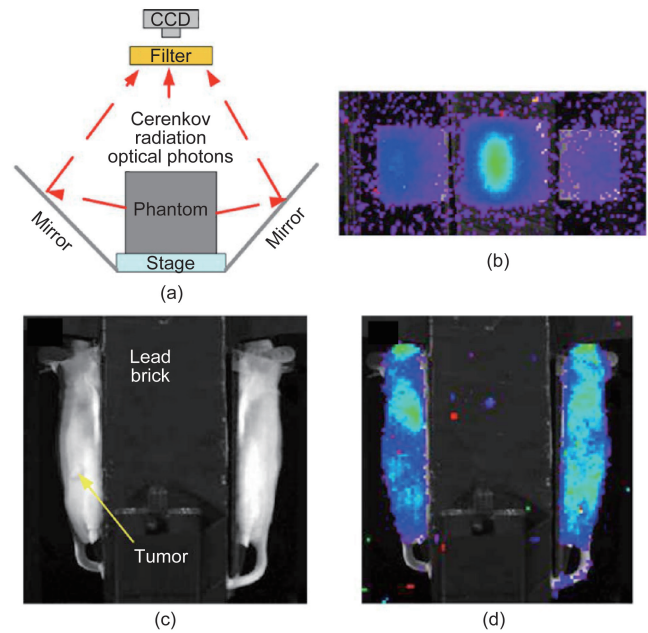 CCD
Filter
Cerenkov
radiation
optical photons
Phantom
Mirror
Mirror
Stage
(a)
(b)
Lead
brick
Tumor
(c)
(d)